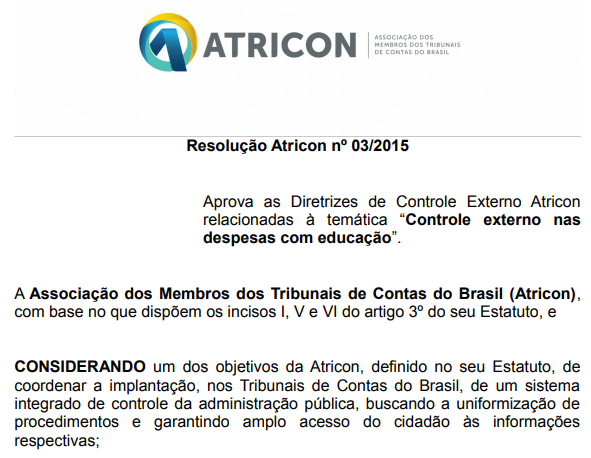 ATRICON
ASSOCIAÇÃO DOS
MEMBROS DOS TRIBUNAIS
DE CONTAS DO BRASIL
Resolução Atricon nº 03/2015
Aprova as Diretrizes de Controle Externo Atricon
relacionadas à temática “Controle externo nas
despesas com educação”.
A Associação dos Membros dos Tribunais de Contas do Brasil (Atricon),
com base no que dispõem os incisos I, V e VI do artigo 3º do seu Estatuto, e
CONSIDERANDO um dos objetivos da Atricon, definido no seu Estatuto, de
coordenar a implantação, nos Tribunais de Contas do Brasil, de um sistema
integrado de controle da administração pública, buscando a uniformização de
procedimentos e garantindo amplo acesso do cidadão às informações
respectivas;